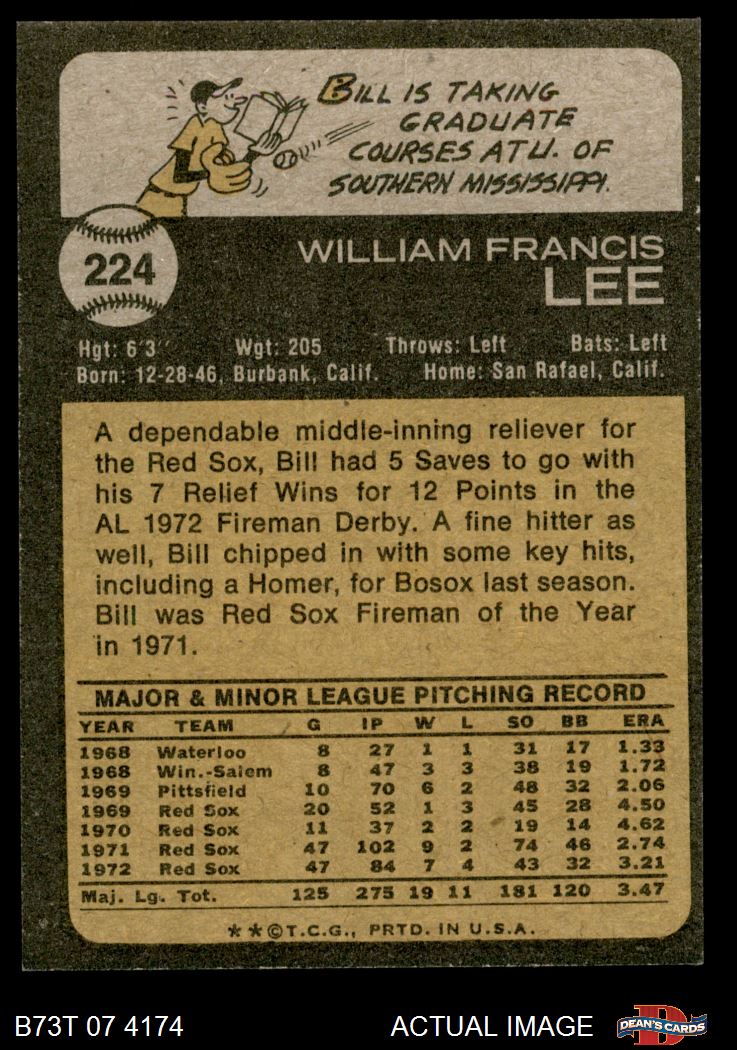 BILL IS TAKING
GRADUATE
COURSES AT U. OF
SOUTHERN MISSISSIPPI.
224
WILLIAM FRANCIS
LEE
Hgt: 6'3" Wgt: 205 Throws: Left Bats: Left
Born: 12-28-46, Burbank, Calif. Home: San Rafael, Calif.
A dependable middle-inning reliever for
the Red Sox, Bill had 5 Saves to go with
his 7 Relief Wins for 12 Points in the
AL 1972 Fireman Derby. A fine hitter as
well, Bill chipped in with some key hits,
including a Homer, for Bosox last season.
Bill was Red Sox Fireman of the Year
in 1971.
MAJOR & MINOR LEAGUE PITCHING RECORD
YEAR TEAM G IP W L SO BB ERA
1968 Waterloo 8 27 1 1 31 17 1.33
1968 Win.-Salem 8 47 3 3 38 19 1.72
1969 Pittsfield 10 70 6 2 48 32 2.06
1969 Red Sox 20 52 1 3 45 28 4.50
1970 Red Sox 11 37 2 2 19 14 4.62
1971 Red Sox 47 102 9 2 74 46 2.74
1972 Red Sox 47 84 7 4 43 32 3.21
Maj. Lg. Tot. 125 275 19 11 181 120 3.47
**©T.C.G., PRTD. IN U.S.A.
B73T 07 4174 ACTUAL IMAGE D DEAN'S CARDS